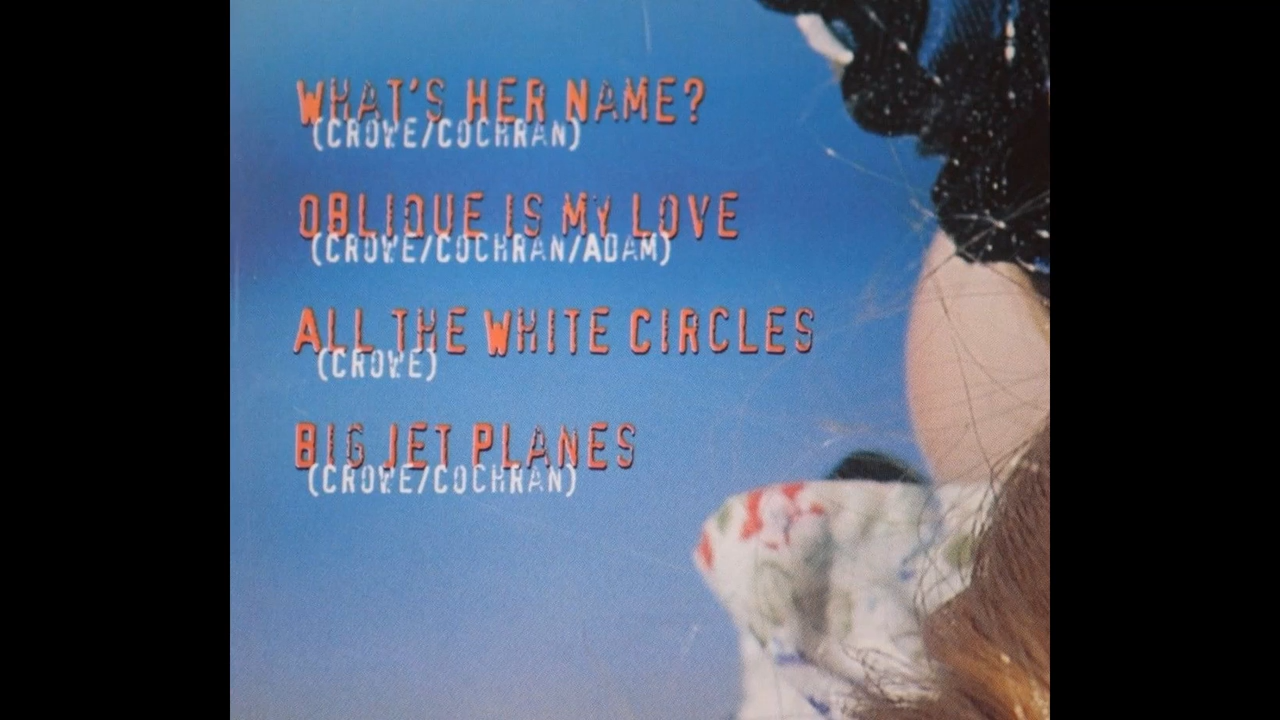 WHAT'S HER NAME?
(CROWE/COCHRAN)
OBLIQUE IS MY LOVE
(CROWE/COCHRAN/ADAM)
ALL THE WHITE CIRCLES
(CROWE)
BIG JET PLANES
(CROWE/COCHRAN)